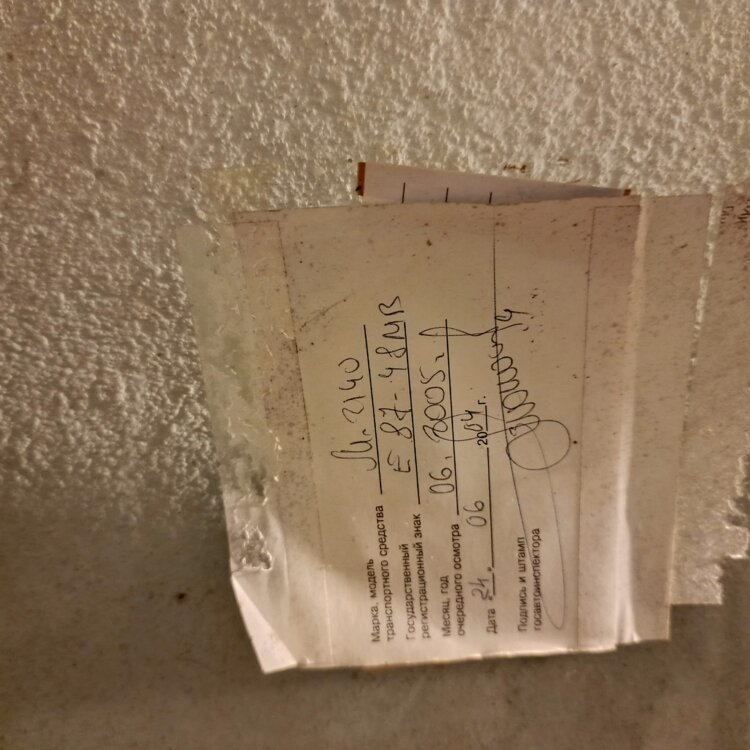 Марка, модель
транспортного средства М. 2140
Государственный
регистрационный знак Е 87-48 МВ
Месяц, год
очередного осмотра 06. 2005 г
Дата 24. 06 2004 г.
Подпись и штамп
госавтоинспектора